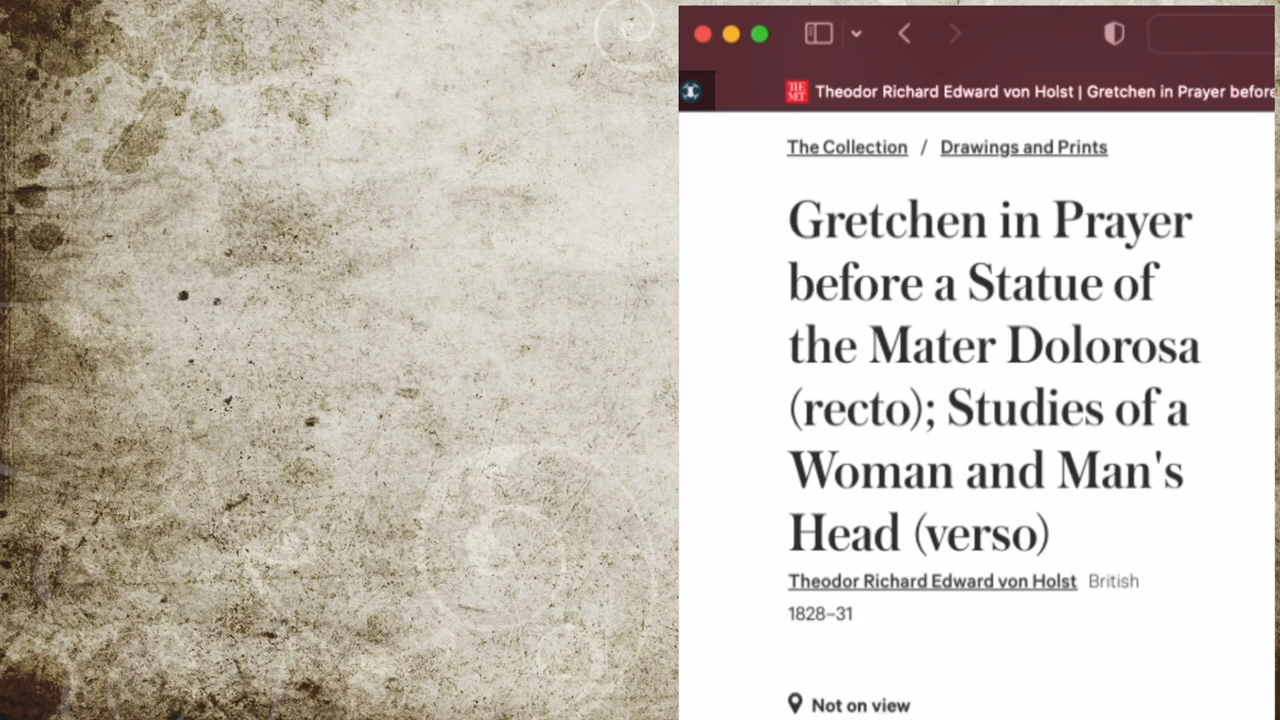 THE MET
Theodor Richard Edward von Holst | Gretchen in Prayer before
The Collection / Drawings and Prints
Gretchen in Prayer
before a Statue of
the Mater Dolorosa
(recto); Studies of a
Woman and Man's
Head (verso)
Theodor Richard Edward von Holst British
1828–31
Not on view